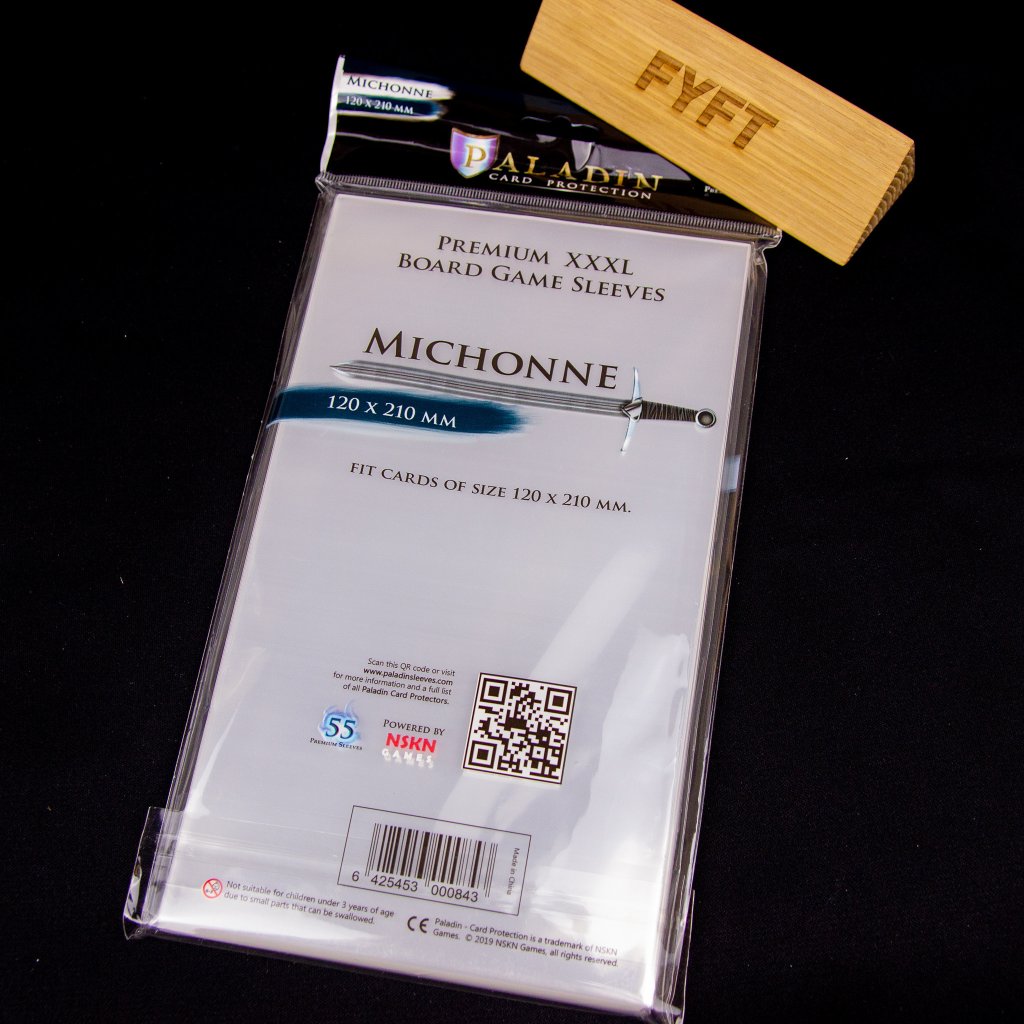 FYFT
MICHONNE
120 X 210 MM
PALADIN
CARD PROTECTION
PREMIUM XXXL
BOARD GAME SLEEVES
MICHONNE
120 X 210 MM
FIT CARDS OF SIZE 120 X 210 MM.
Scan this QR code or visit
www.paladinsleeves.com
for more information and a full list
of all Paladin Card Protectors.
55
PREMIUM SLEEVES
POWERED BY
NSKN
GAMES
Made in China
6 425453 000843
Not suitable for children under 3 years of age
due to small parts that can be swallowed.
CE
Paladin - Card Protection is a trademark of NSKN
Games. © 2019 NSKN Games, all rights reserved.